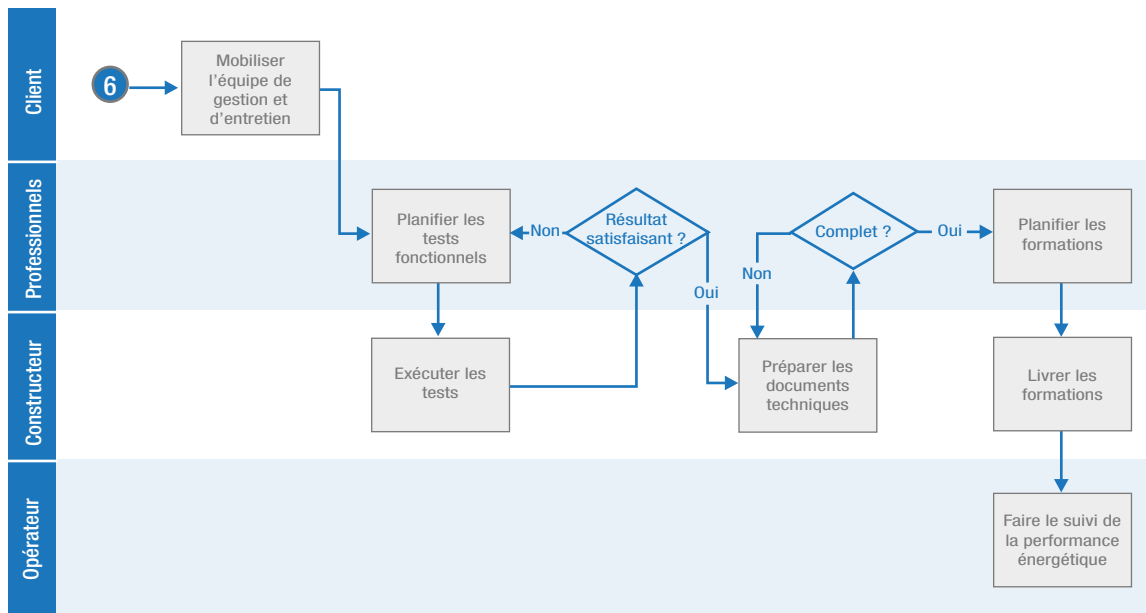 Client
6
Mobiliser
l'équipe de
gestion et
d'entretien
Professionnels
Planifier les
tests
fonctionnels
Non
Résultat
satisfaisant ?
Oui
Non
Complet ?
Oui
Planifier les
formations
Constructeur
Exécuter les
tests
Préparer les
documents
techniques
Livrer les
formations
Opérateur
Faire le suivi de
la performance
énergétique